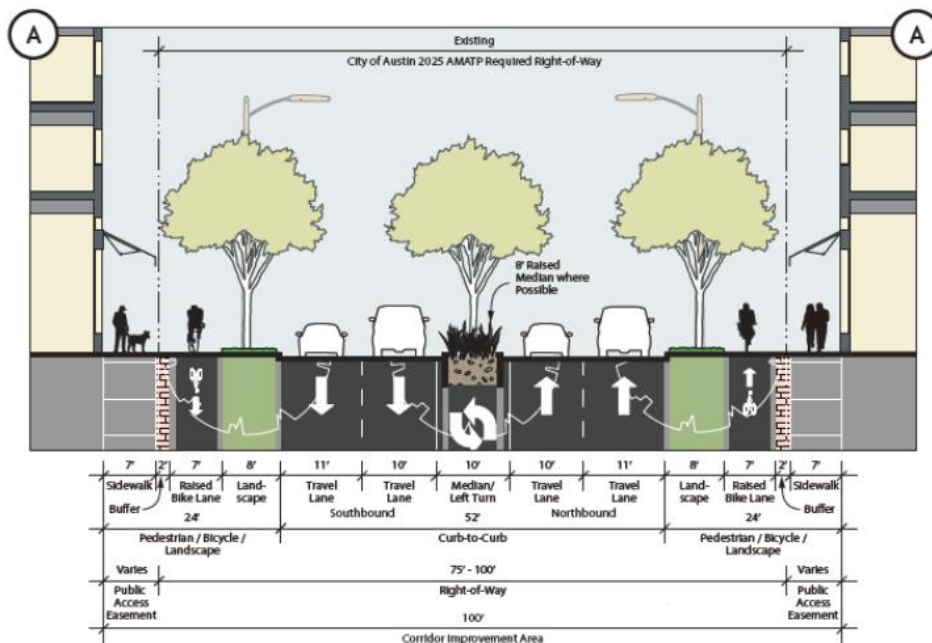 A
A
Existing
City of Austin 2025 AMATP Required Right-of-Way
8' Raised
Median where
Possible
7' 2' 7' 8' 11' 10' 10' 10' 11' 8' 7' 2' 7'
Sidewalk Raised Bike Lane Land-scape Travel Lane Travel Lane Median/ Left Turn Travel Lane Travel Lane Land-scape Raised Bike Lane Sidewalk
Buffer Southbound Northbound Buffer
24' 52' 24'
Pedestrian / Bicycle / Landscape Curb-to-Curb Pedestrian / Bicycle / Landscape
Varies 75' - 100' Varies
Public Access Easement Right-of-Way Public Access Easement
100'
Corridor Improvement Area